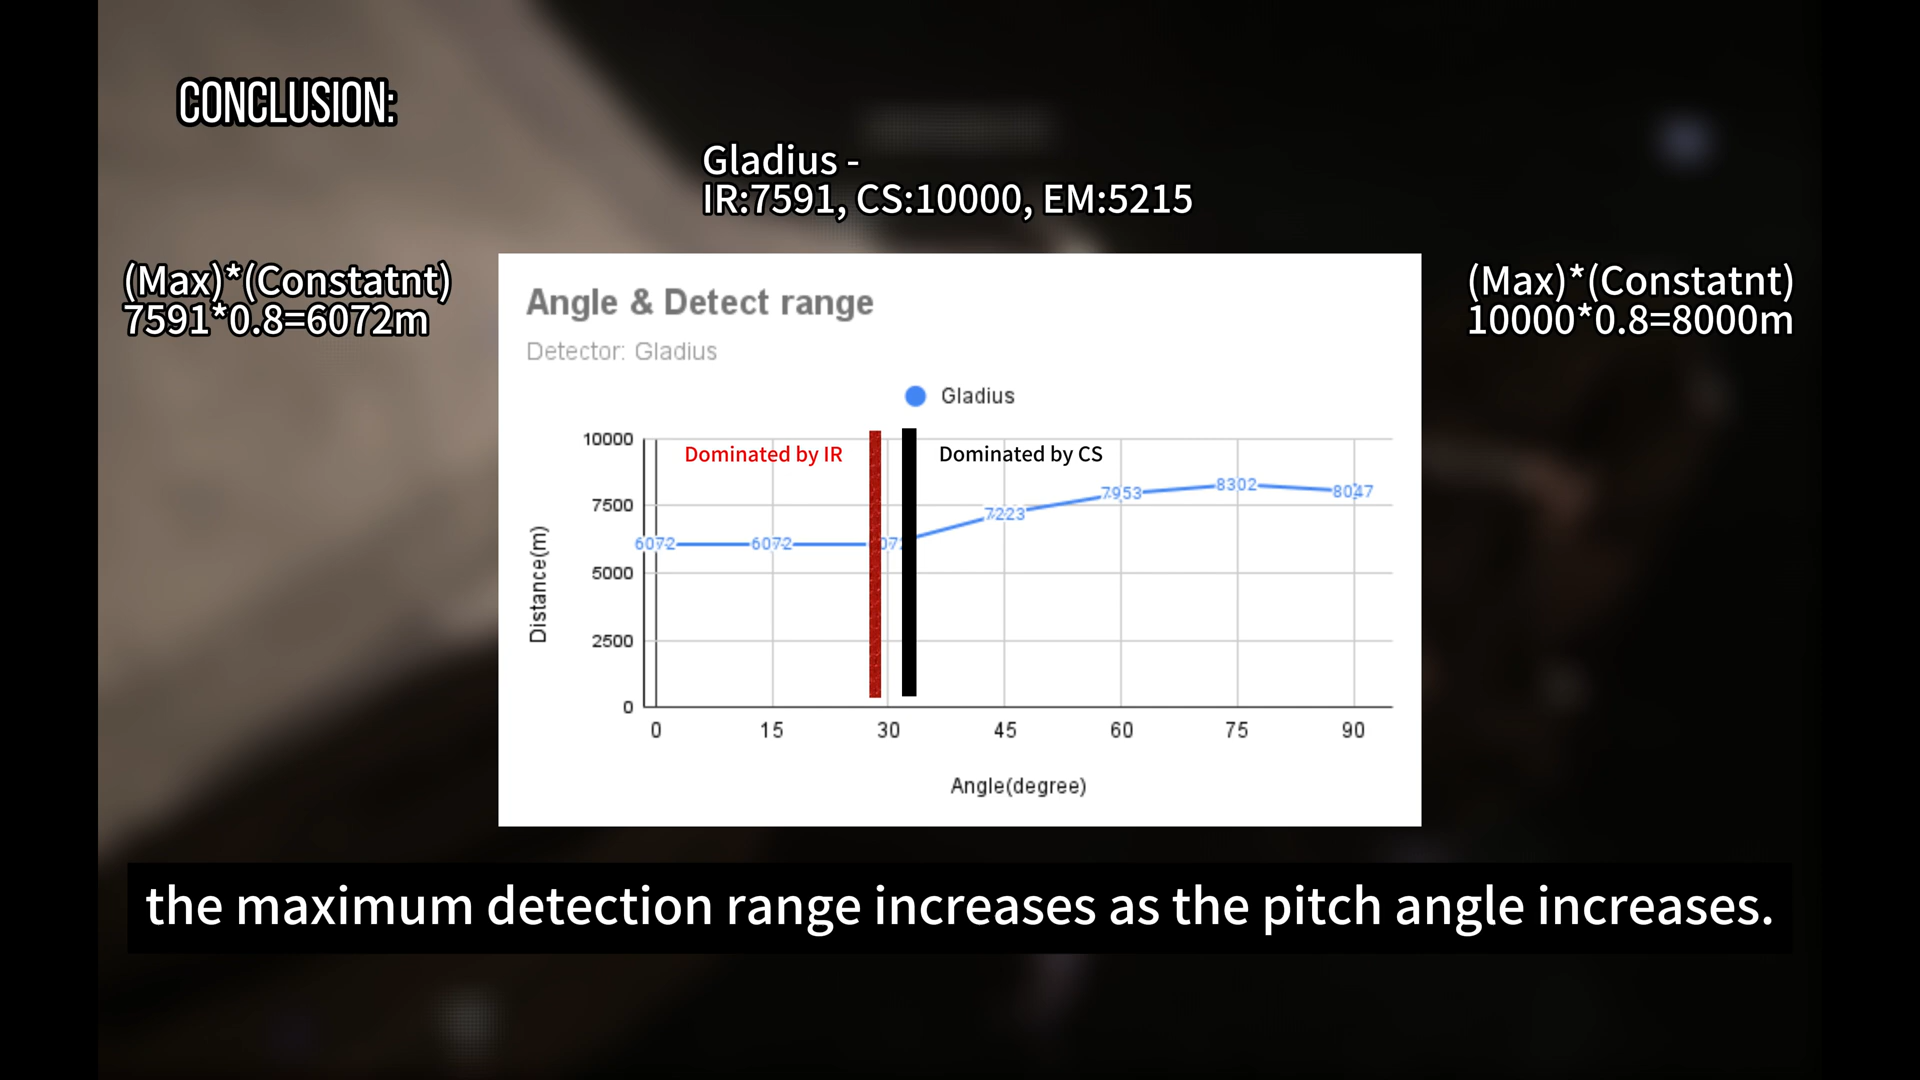 CONCLUSION:
Gladius -
IR:7591, CS:10000, EM:5215
(Max)*(Constatnt)
7591*0.8=6072m
(Max)*(Constatnt)
10000*0.8=8000m
Angle & Detect range
Detector: Gladius
Gladius
Dominated by IR
Dominated by CS
Distance(m)
10000
7500
5000
2500
0
6072
6072
7223
7953
8302
8047
0 15 30 45 60 75 90
Angle(degree)
the maximum detection range increases as the pitch angle increases.